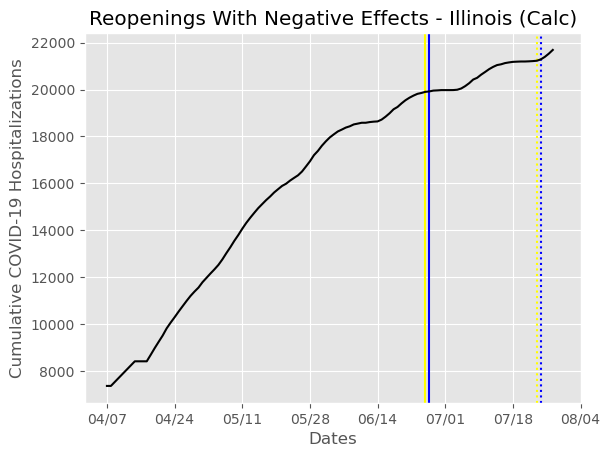 Reopenings With Negative Effects - Illinois (Calc)
Cumulative COVID-19 Hospitalizations
22000
20000
18000
16000
14000
12000
10000
8000
04/07 04/24 05/11 05/28 06/14 07/01 07/18 08/04
Dates